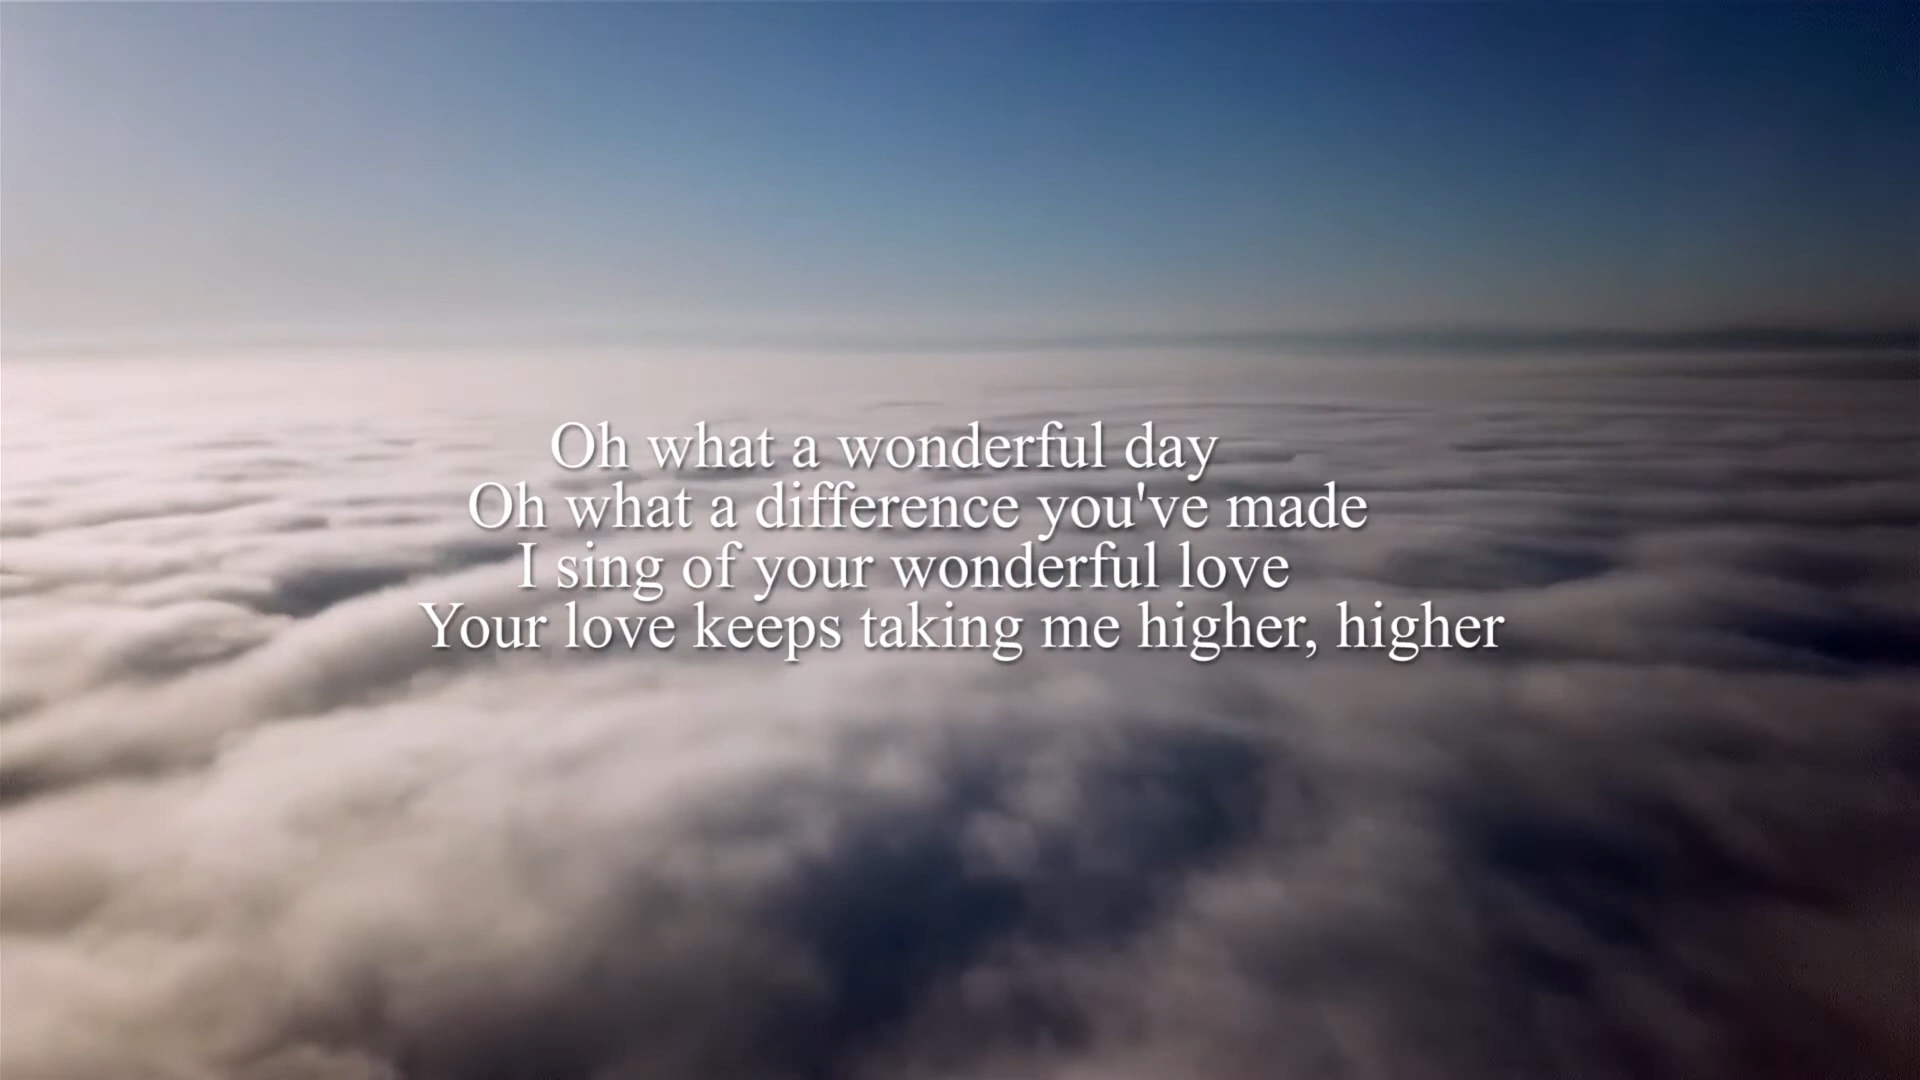 Oh what a wonderful day
Oh what a difference you've made
I sing of your wonderful love
Your love keeps taking me higher, higher